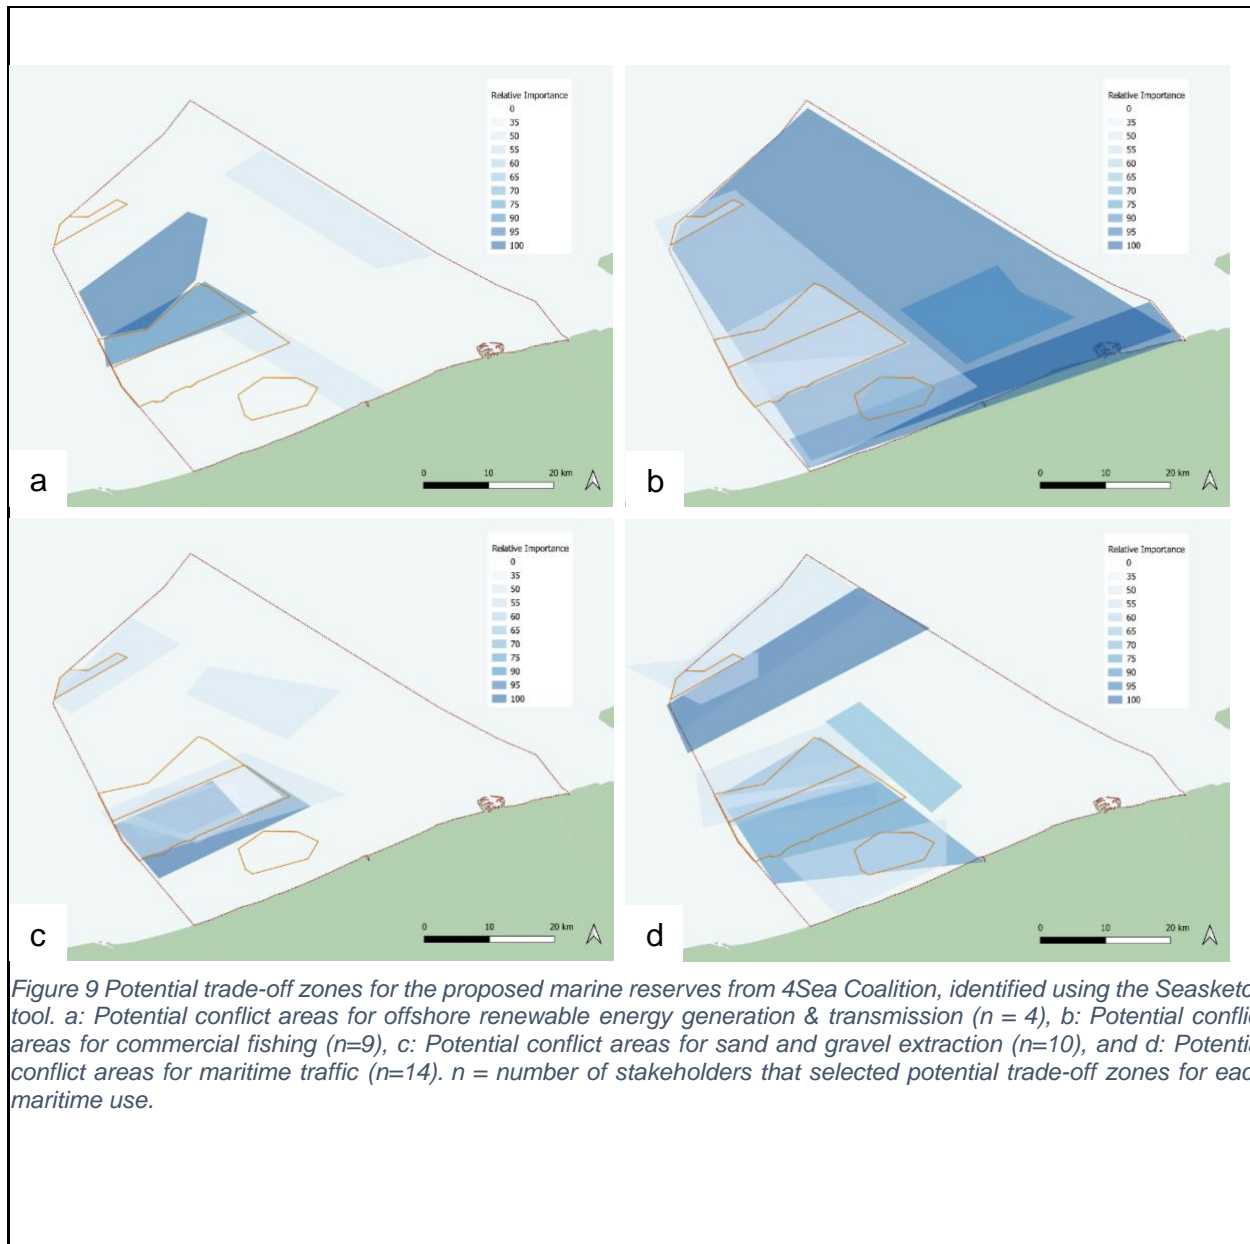 Relative Importance
0
35
50
55
60
65
70
75
90
95
100
a
0 10 20 km
Relative Importance
0
35
50
55
60
65
70
75
90
95
100
b
0 10 20 km
Relative Importance
0
35
50
55
60
65
70
75
90
95
100
c
0 10 20 km
Relative Importance
0
35
50
55
60
65
70
75
90
95
100
d
0 10 20 km
Figure 9 Potential trade-off zones for the proposed marine reserves from 4Sea Coalition, identified using the Seasketc
tool. a: Potential conflict areas for offshore renewable energy generation & transmission (n = 4), b: Potential conflic
areas for commercial fishing (n=9), c: Potential conflict areas for sand and gravel extraction (n=10), and d: Potentia
conflict areas for maritime traffic (n=14). n = number of stakeholders that selected potential trade-off zones for eac
maritime use.